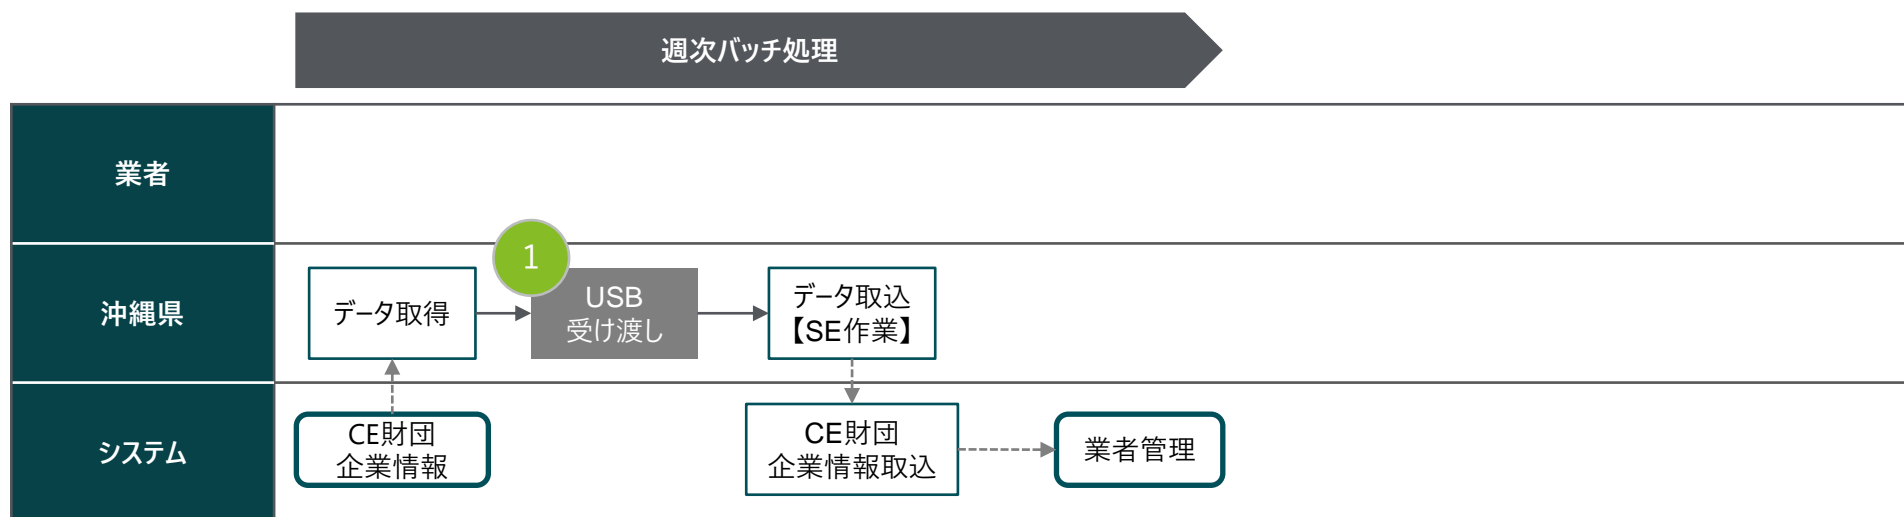 週次バッチ処理
業者
沖縄県
1
データ取得
USB
受け渡し
データ取込
【SE作業】
システム
CE財団
企業情報
CE財団
企業情報取込
業者管理